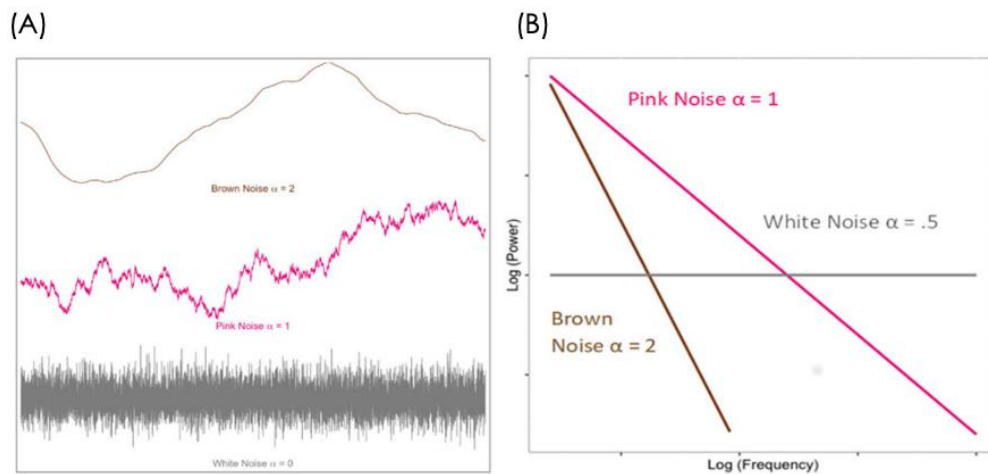 (A)
Brown Noise α = 2
Pink Noise α = 1
White Noise α = 0
(B)
Pink Noise α = 1
White Noise α = .5
Brown
Noise α = 2
Log (Power)
Log (Frequency)